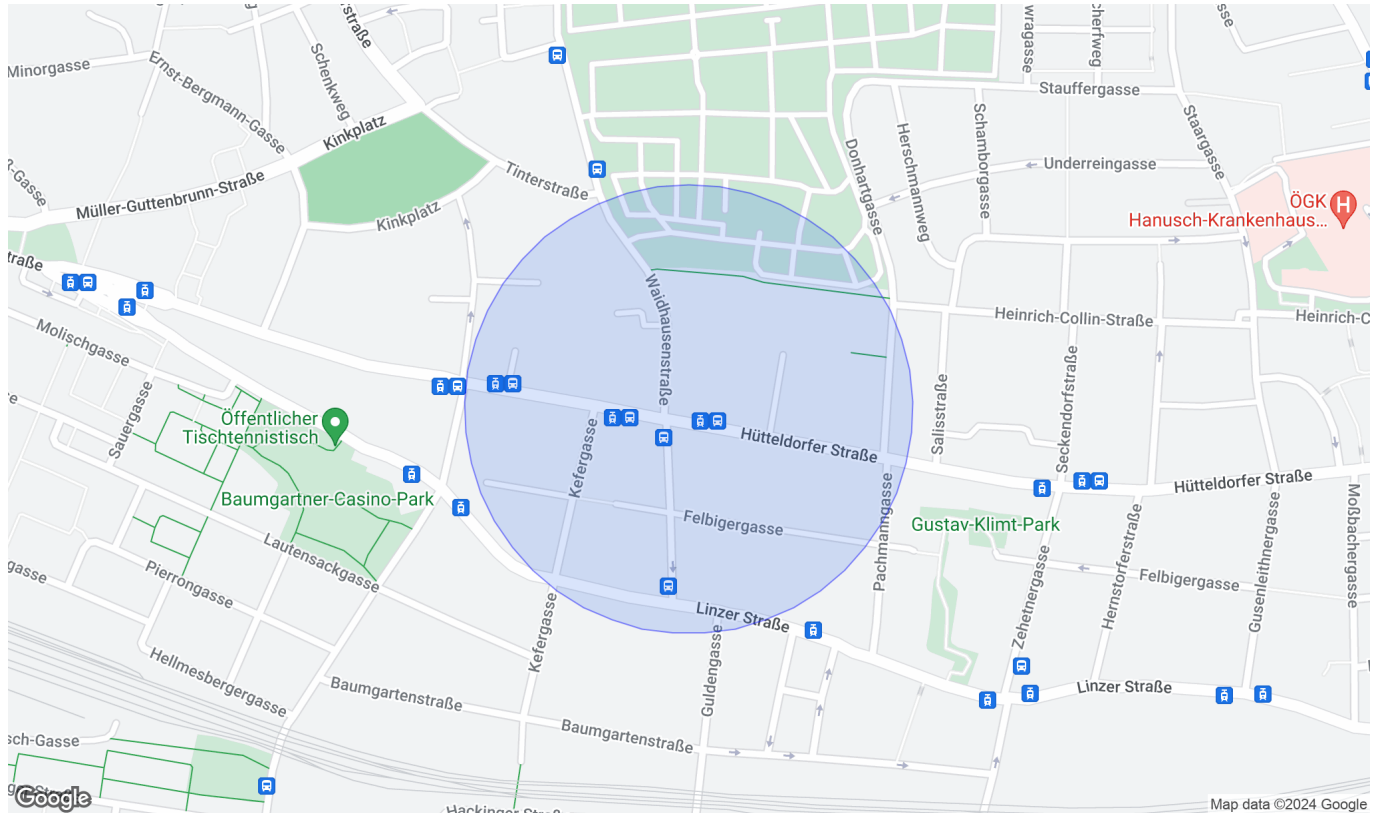 Minorgasse
Ernst-Bergmann-Gasse
Schenkweg
Kinkplatz
Müller-Guttenbrunn-Straße
Kinkplatz
Tinterstraße
Donhartgasse
Herschmannweg
Schamborgasse
Stauffergasse
Staargasse
Underreingasse
ÖGK
Hanusch-Krankenhaus...
H
Waidhausenstraße
Heinrich-Collin-Straße
Heinrich-C
Molischgasse
Sauergasse
Öffentlicher
Tischtennistisch
Baumgartner-Casino-Park
Kefergasse
Hütteldorfer Straße
Salisstraße
Seckendorfstraße
Hütteldorfer Straße
Felbigergasse
Pachmanngasse
Gustav-Klimt-Park
Felbigergasse
Zehetnergasse
Hernstorferstraße
Gusenleithnergasse
Moßbachergasse
Lautensackgasse
Pierrongasse
Hellmesbergergasse
Kefergasse
Linzer Straße
Guldengasse
Linzer Straße
Baumgartenstraße
Baumgartenstraße
sch-Gasse
Google
Map data ©2024 Google